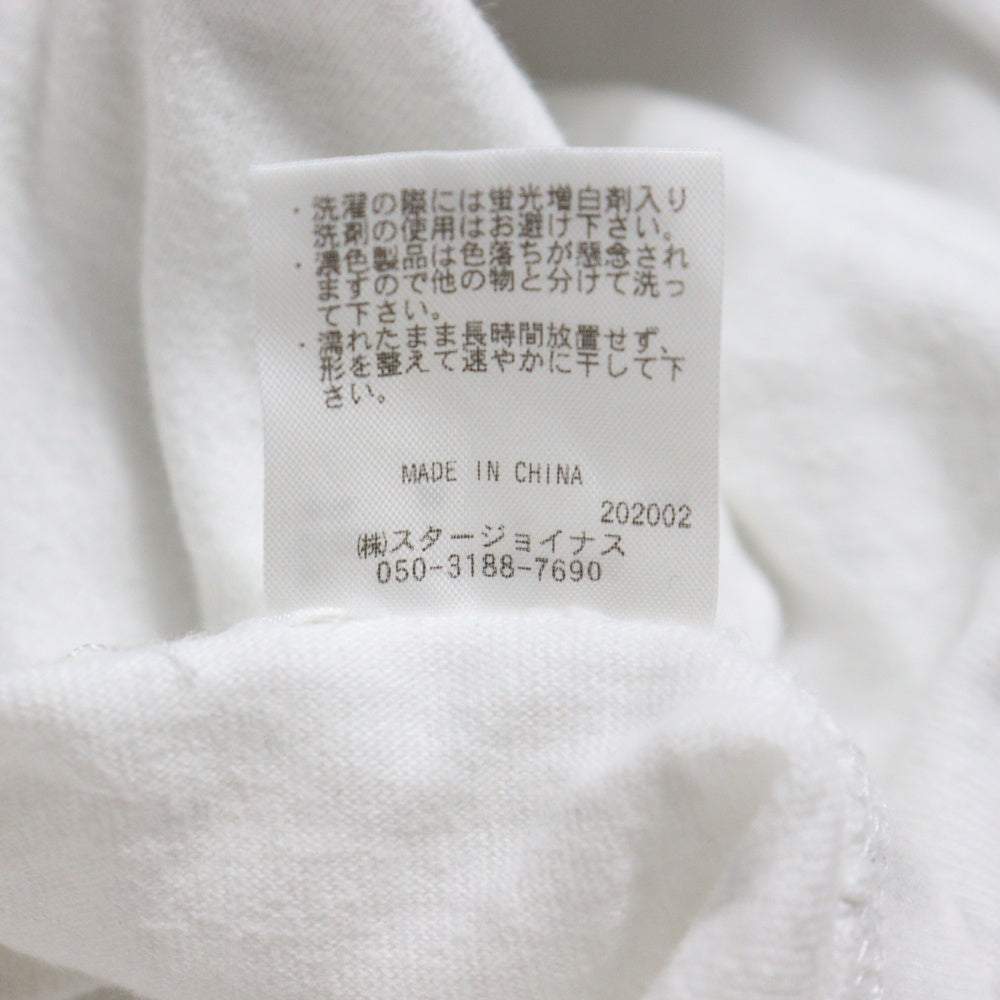 ・洗濯の際には蛍光増白剤入り
洗剤の使用はお避け下さい。
・濃色製品は色落ちが懸念され
まずので他の物と分けて洗っ
て下さい。
・濡れたまま長時間放置せず、
形を整えて速やかに干して下
さい。
MADE IN CHINA
202002
㈱スタージョイナス
050-3188-7690